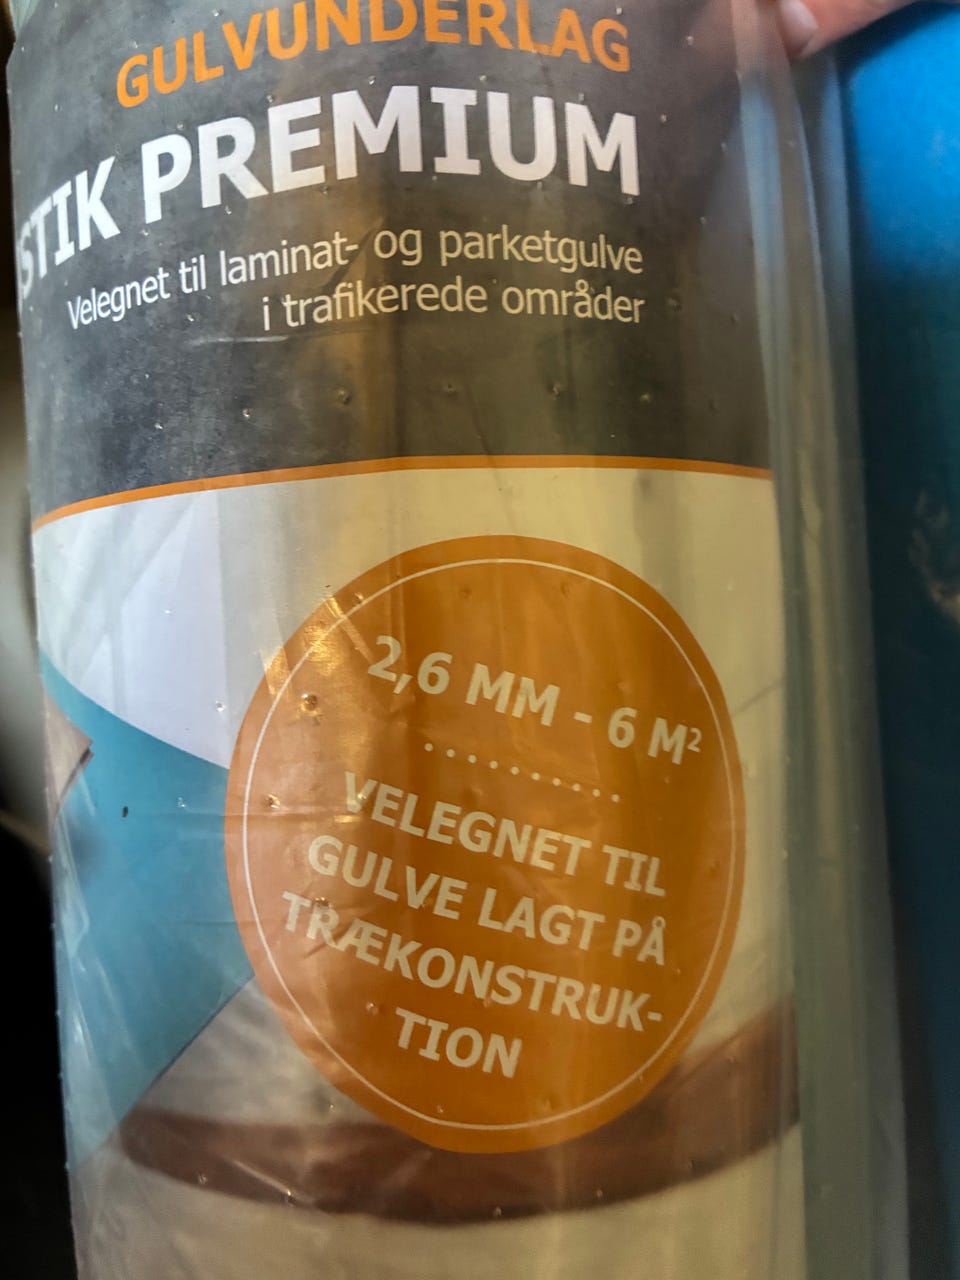 GULVUNDERLAG
STIK PREMIUM
Velegnet til laminat- og parketgulve
i trafikerede områder
2,6 MM - 6 M²
VELEGNET TIL
GULVE LAGT PÅ
TRÆKONSTRUK-
TION